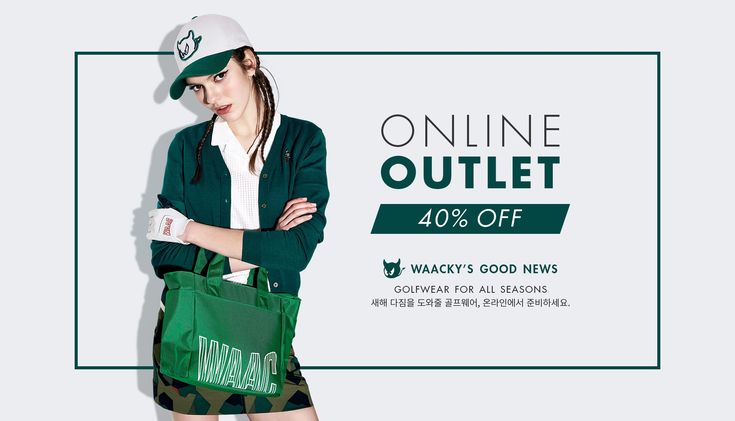 ONLINE
OUTLET
40% OFF
WAACKY'S GOOD NEWS
GOLFWEAR FOR ALL SEASONS
새해 다짐을 도와줄 골프웨어, 온라인에서 준비하세요.
WAAC